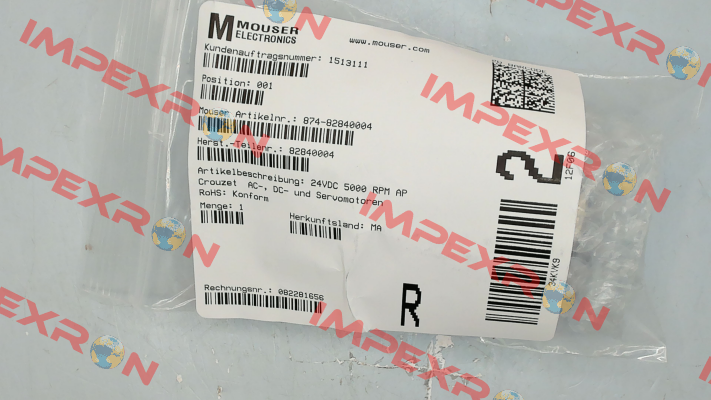 MOUSER
ELECTRONICS
www.mouser.com
Kundenauftragsnummer: 1513111
Position: 001
Mouser Artikelnr.: 874-82840004
Herst.-Teilenr.: 82840004
Artikelbeschreibung: 24VDC 5000 RPM AP
Crouzet AC-, DC- und Servomotoren
RoHS: Konform
Menge: 1
Herkunftsland: MA
Rechnungsnr.: 082281656
R
2
12F06
34KVK9
IMPEXRON
IMPEXRON
IMPEXRON
IMPEXRON
IMPEXRON
IMPEXRON
IMPEXRON
IMPEXRON